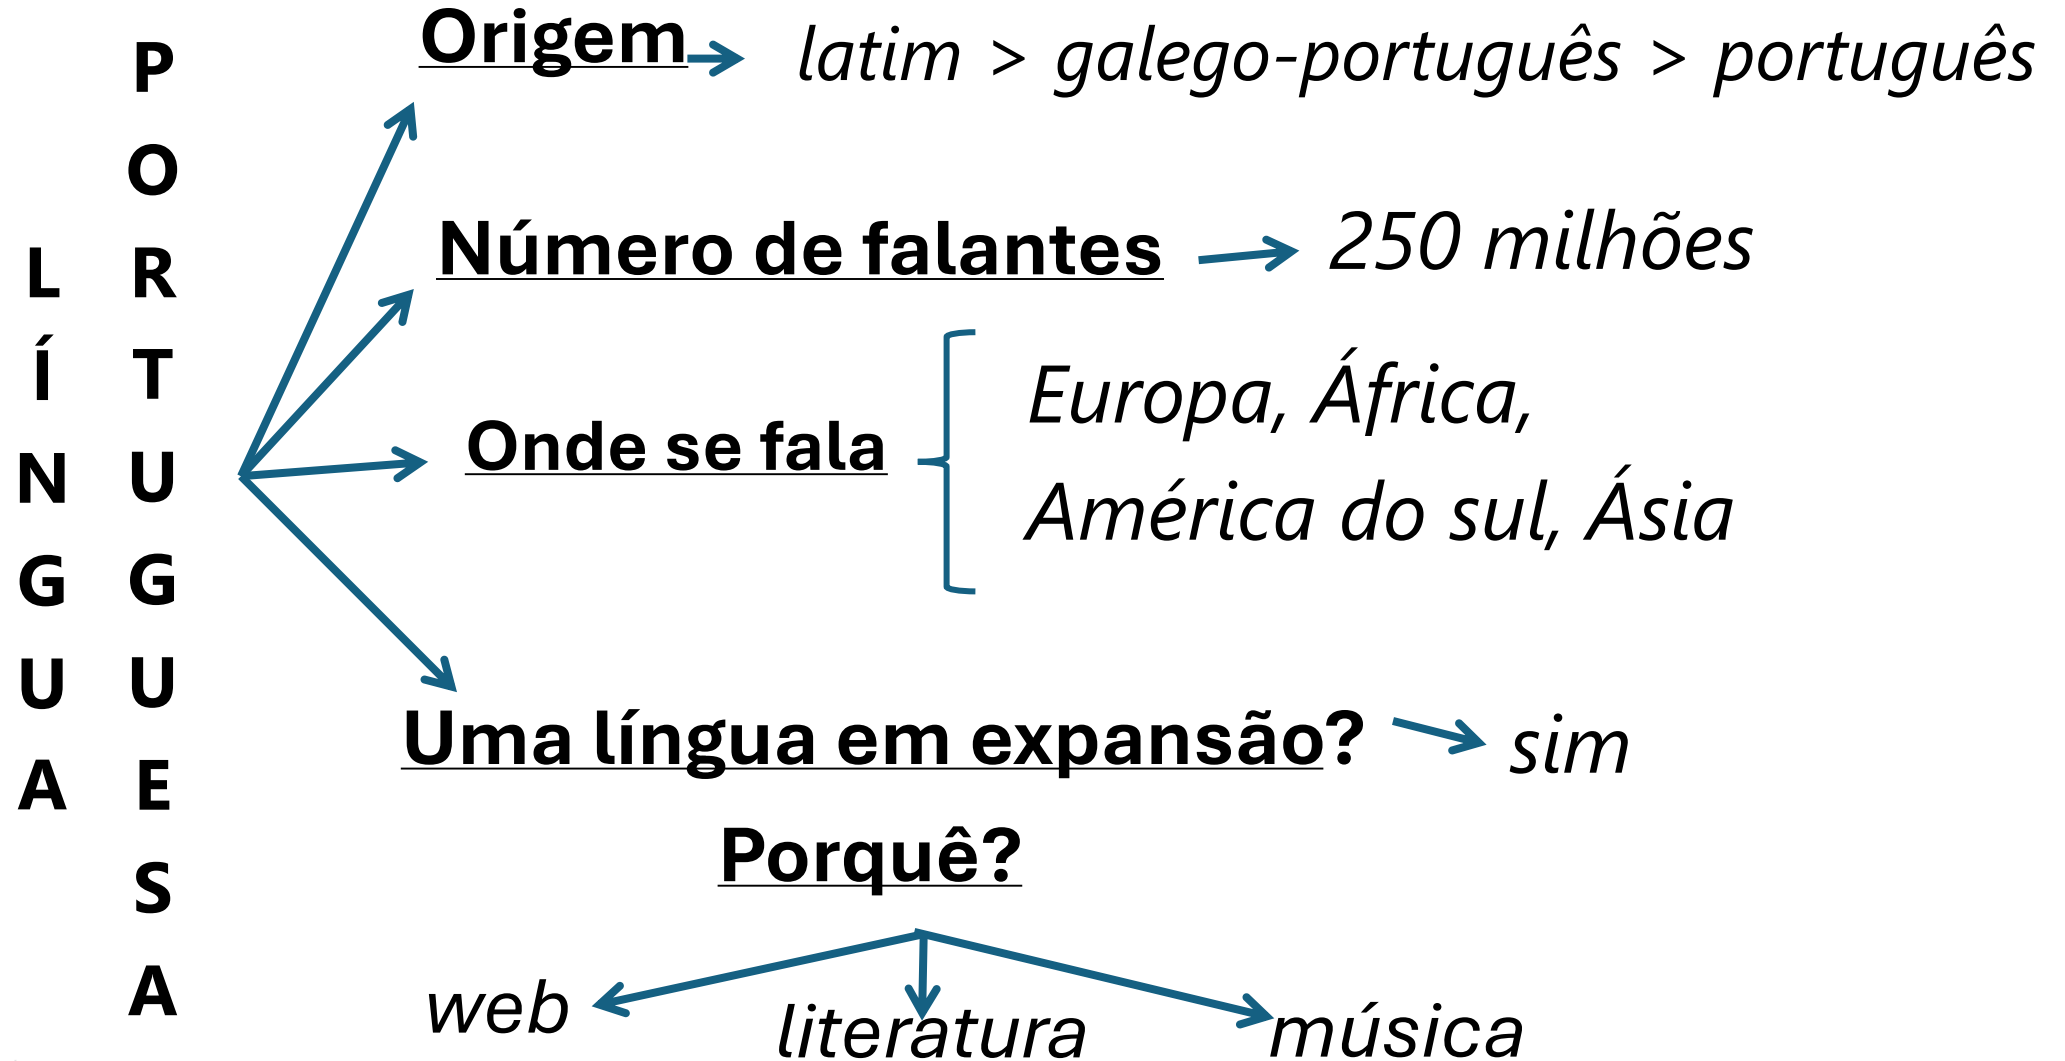 LÍNGUA
PORTUGUESA
Origem
latim > galego-português > português
Número de falantes
250 milhões
Onde se fala
Europa, África,
América do sul, Ásia
Uma língua em expansão?
sim
Porquê?
web
literatura
música